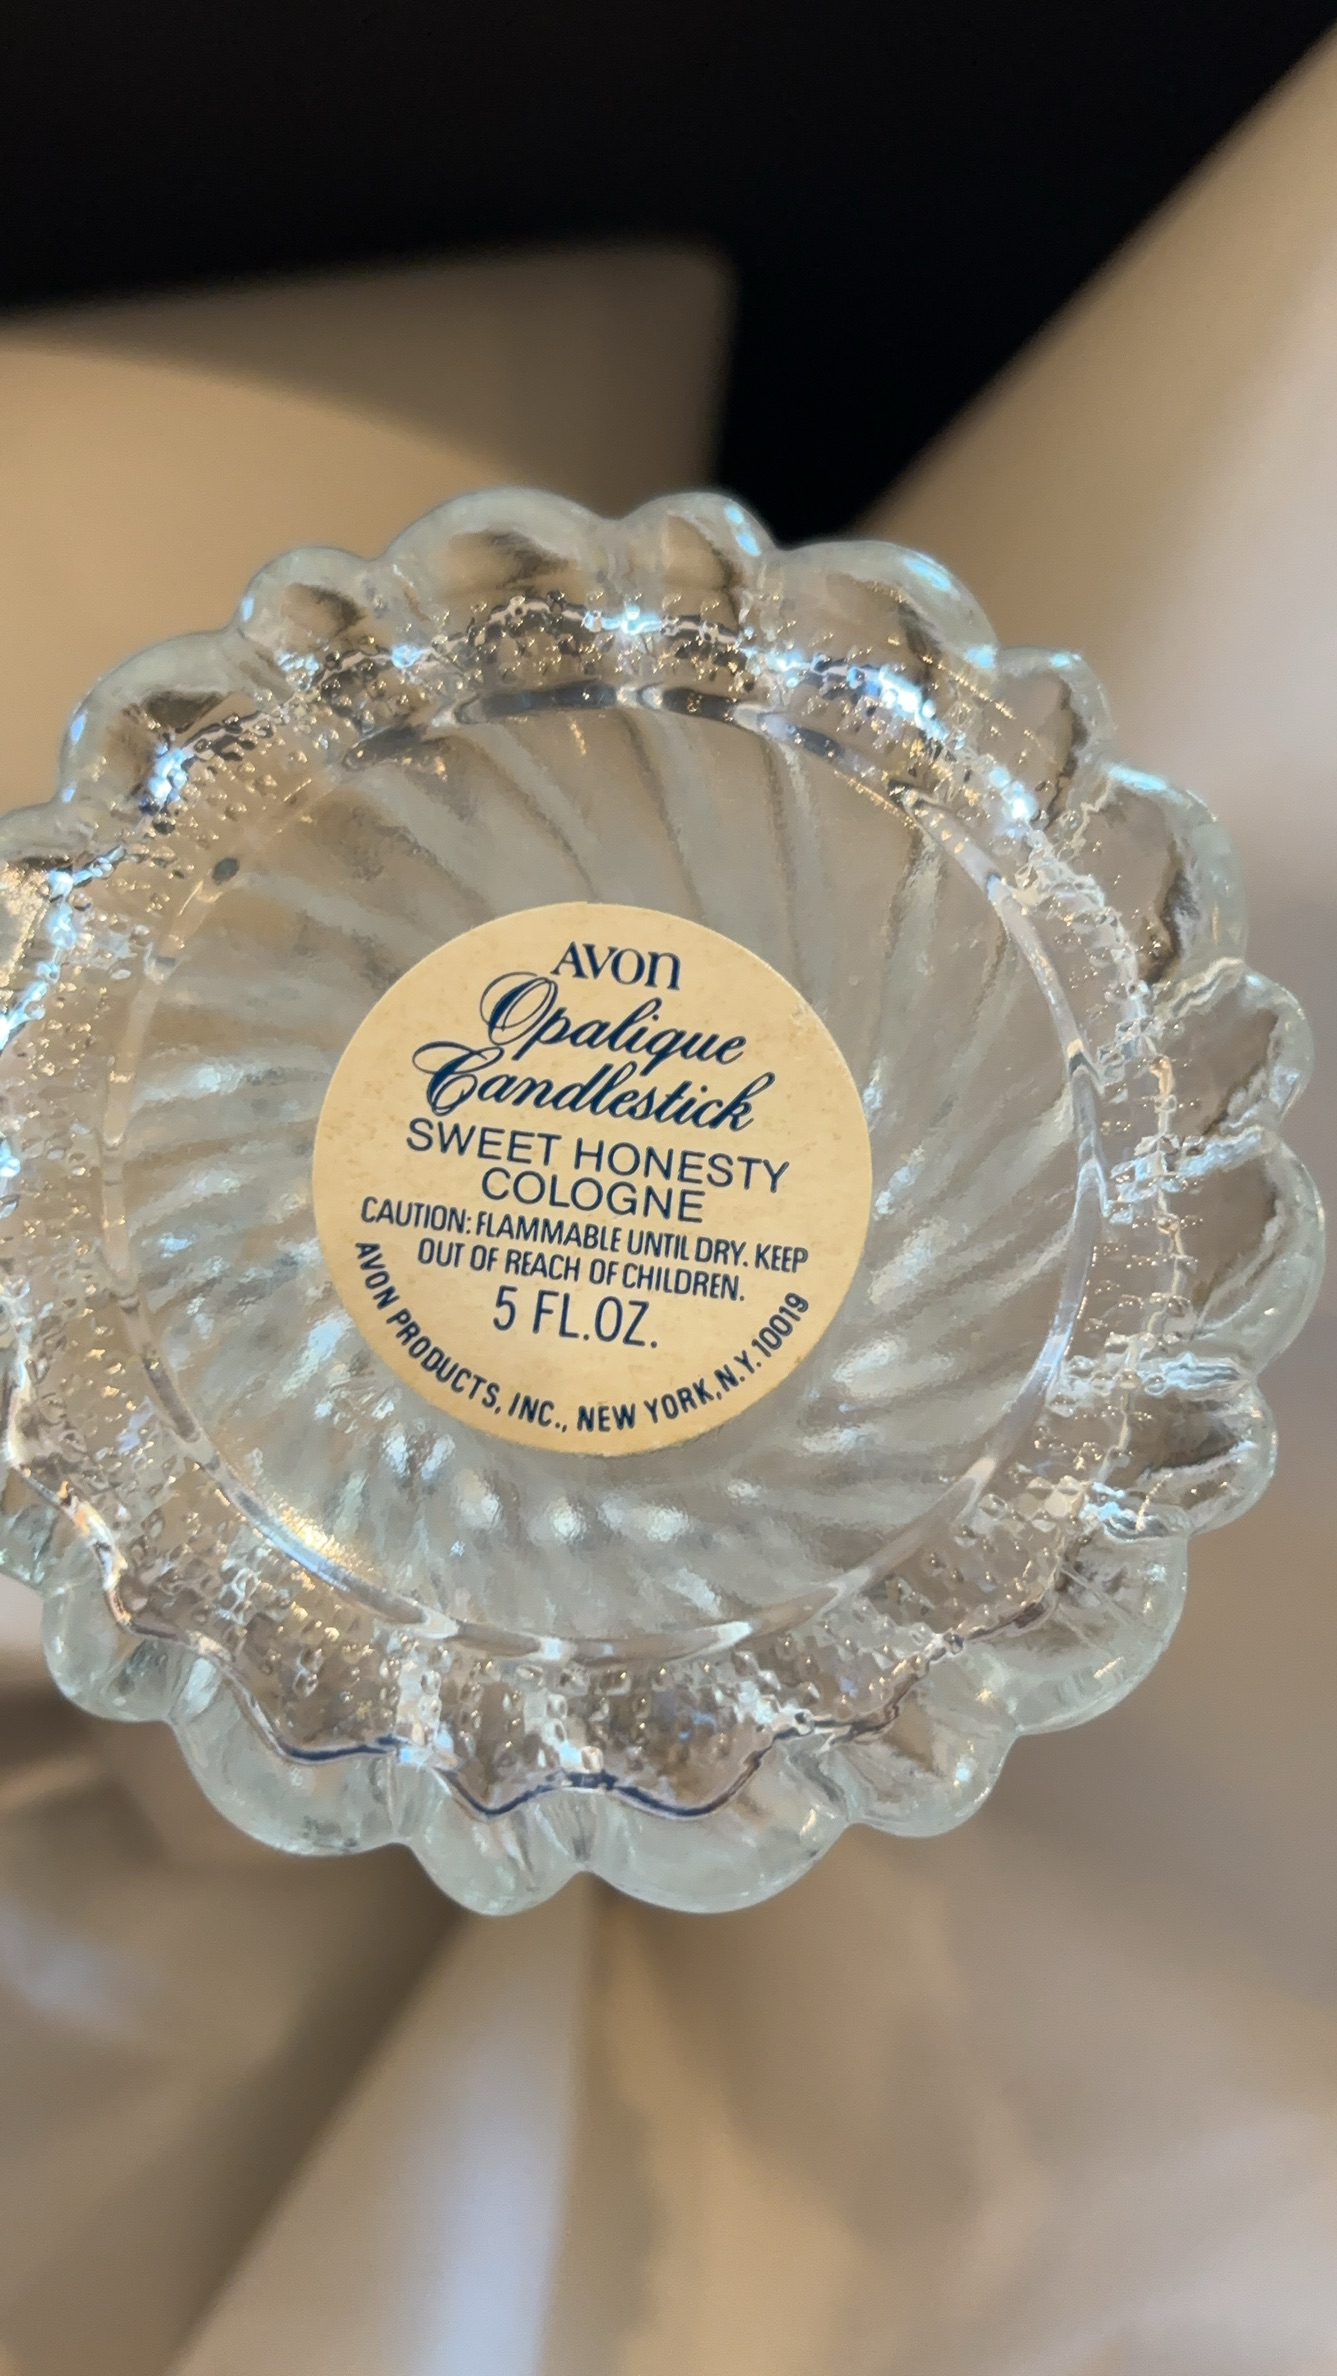 AVON
Opalique
Candlestick
SWEET HONESTY
COLOGNE
CAUTION: FLAMMABLE UNTIL DRY. KEEP
OUT OF REACH OF CHILDREN.
5 FL.OZ.
AVON PRODUCTS, INC., NEW YORK, N.Y. 10019